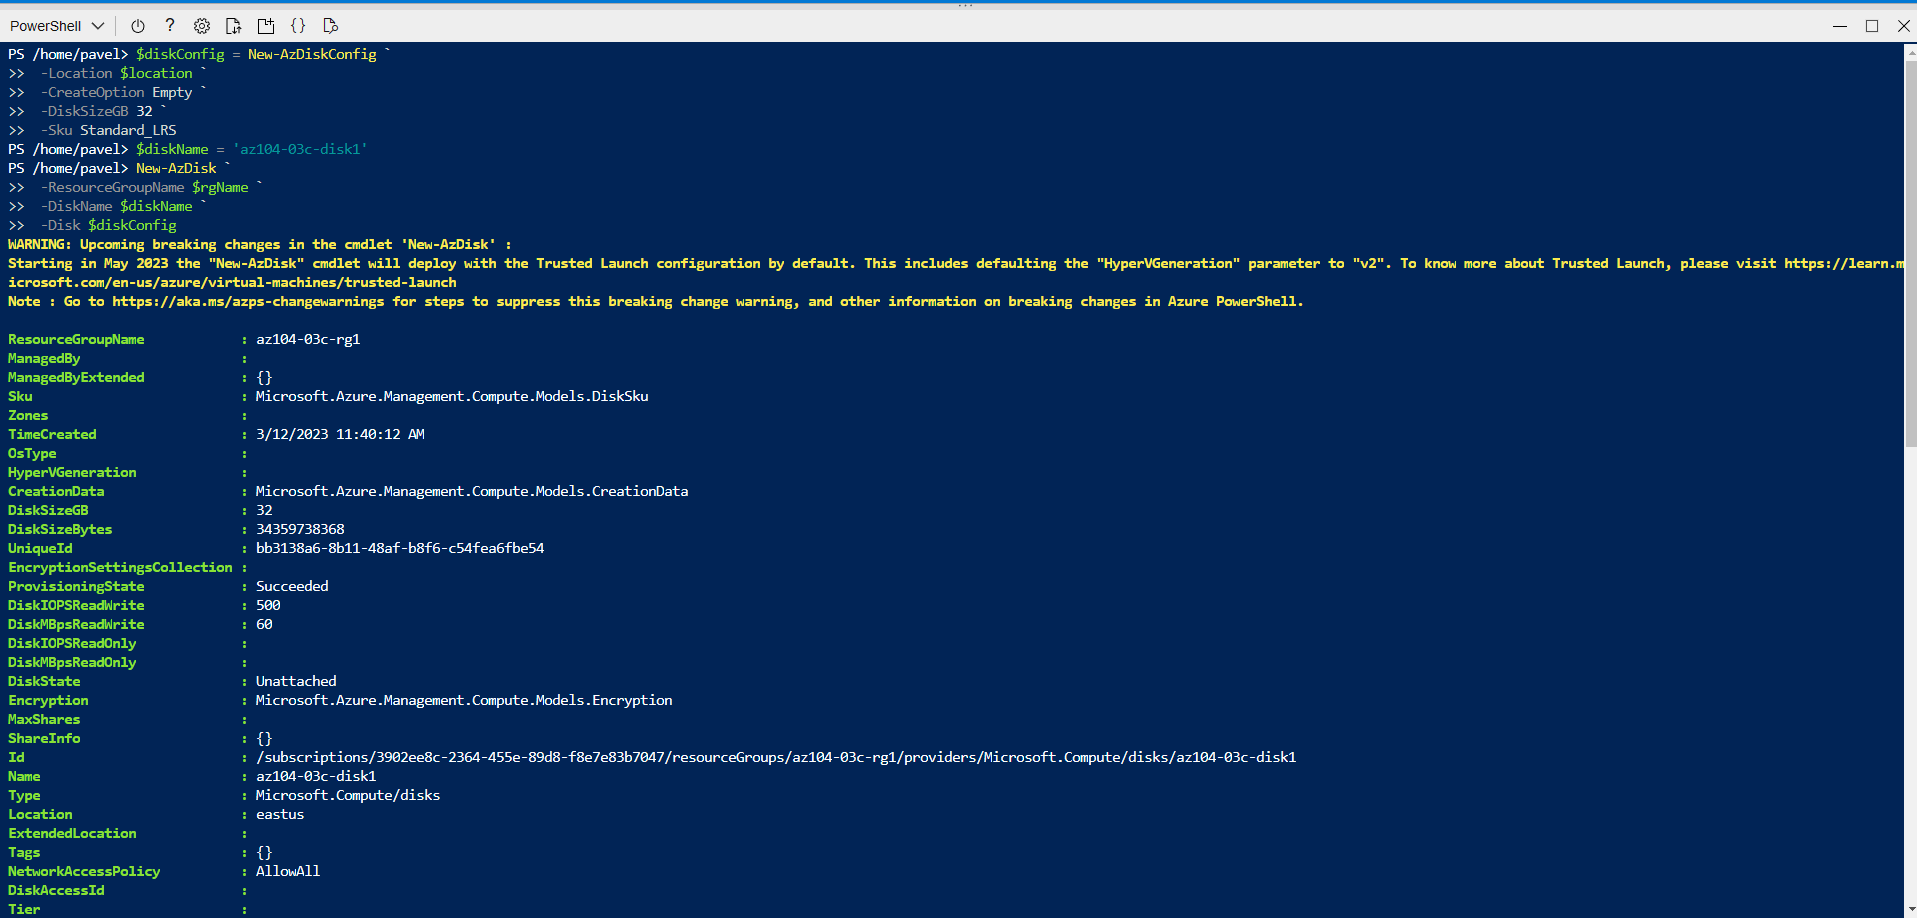 PowerShell
PS /home/pavel> $diskConfig = New-AzDiskConfig `
>>  -Location $location `
>>  -CreateOption Empty `
>>  -DiskSizeGB 32 `
>>  -Sku Standard_LRS
PS /home/pavel> $diskName = 'az104-03c-disk1'
PS /home/pavel> New-AzDisk `
>>  -ResourceGroupName $rgName `
>>  -DiskName $diskName `
>>  -Disk $diskConfig
WARNING: Upcoming breaking changes in the cmdlet 'New-AzDisk' :
Starting in May 2023 the "New-AzDisk" cmdlet will deploy with the Trusted Launch configuration by default. This includes defaulting the "HyperVGeneration" parameter to "v2". To know more about Trusted Launch, please visit https://learn.m
icrosoft.com/en-us/azure/virtual-machines/trusted-launch
Note : Go to https://aka.ms/azps-changewarnings for steps to suppress this breaking change warning, and other information on breaking changes in Azure PowerShell.
ResourceGroupName            : az104-03c-rg1
ManagedBy                    :
ManagedByExtended            : {}
Sku                          : Microsoft.Azure.Management.Compute.Models.DiskSku
Zones                        :
TimeCreated                  : 3/12/2023 11:40:12 AM
OsType                       :
HyperVGeneration             :
CreationData                 : Microsoft.Azure.Management.Compute.Models.CreationData
DiskSizeGB                   : 32
DiskSizeBytes                : 34359738368
UniqueId                     : bb3138a6-8b11-48af-b8f6-c54fea6fbe54
EncryptionSettingsCollection :
ProvisioningState            : Succeeded
DiskIOPSReadWrite            : 500
DiskMBpsReadWrite            : 60
DiskIOPSReadOnly             :
DiskMBpsReadOnly             :
DiskState                    : Unattached
Encryption                   : Microsoft.Azure.Management.Compute.Models.Encryption
MaxShares                    :
ShareInfo                    : {}
Id                           : /subscriptions/3902ee8c-2364-455e-89d8-f8e7e83b7047/resourceGroups/az104-03c-rg1/providers/Microsoft.Compute/disks/az104-03c-disk1
Name                         : az104-03c-disk1
Type                         : Microsoft.Compute/disks
Location                     : eastus
ExtendedLocation             :
Tags                         : {}
NetworkAccessPolicy          : AllowAll
DiskAccessId                 :
Tier                         :